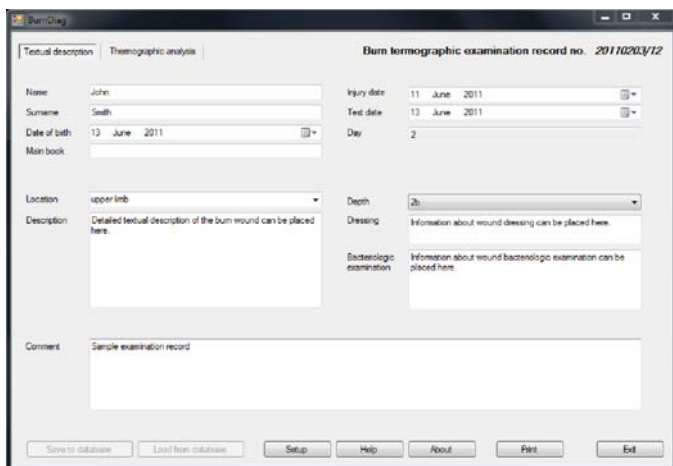 BurnDiag
Textual description Thermographic analysis Burn termographic examination record no. 20110203/12
Name John Injury date 11 June 2011
Surname Smith Test date 13 June 2011
Date of birth 13 June 2011 Day 2
Main book
Location upper limb Depth 2b
Description Detailed textual description of the burn wound can be placed
here.
Dressing Information about wound dressing can be placed here.
Bacteriologic
examination
Information about wound bacteriologic examination can be
placed here.
Comment Sample examination record
Save to
database
Load from database Setup Help About Print Exit